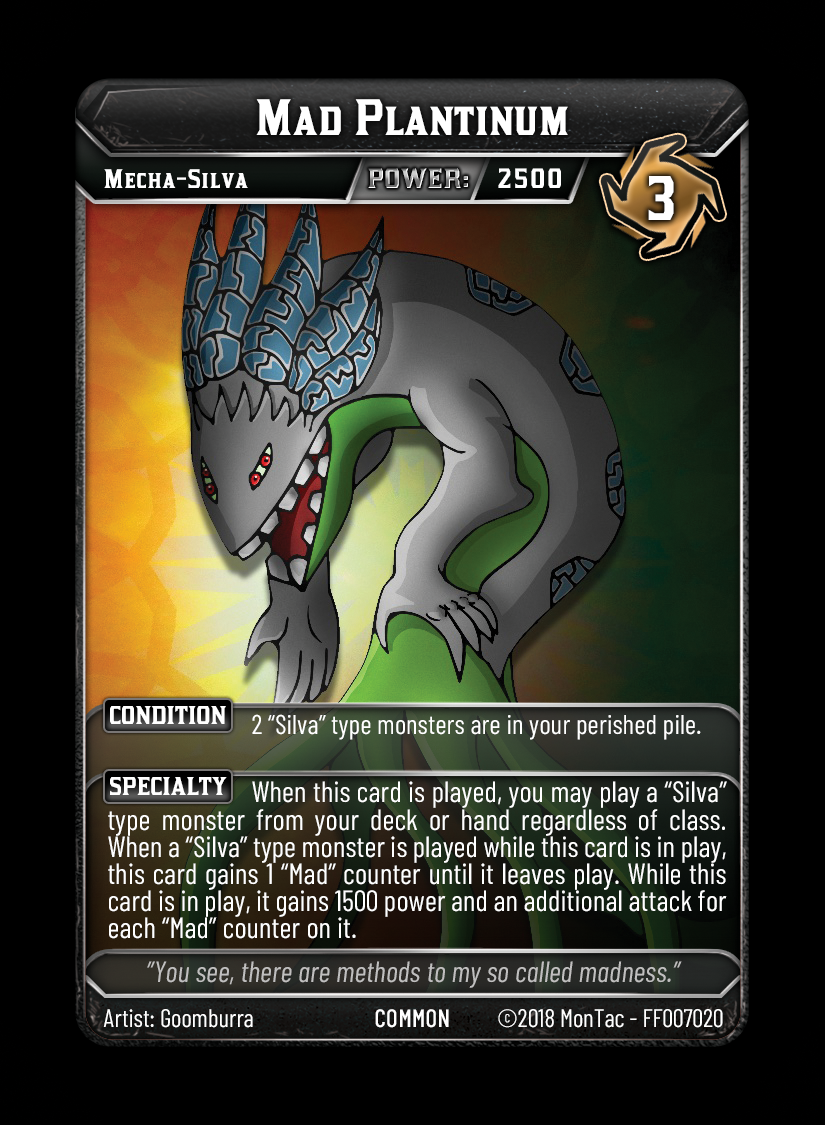 Mad Plantinum
Mecha-Silva POWER: 2500
3
CONDITION 2 “Silva” type monsters are in your perished pile.
SPECIALTY When this card is played, you may play a “Silva”
type monster from your deck or hand regardless of class.
When a “Silva” type monster is played while this card is in play,
this card gains 1 “Mad” counter until it leaves play. While this
card is in play, it gains 1500 power and an additional attack for
each “Mad” counter on it.
“You see, there are methods to my so called madness.”
Artist: Goomburra COMMON ©2018 MonTac - FF007020